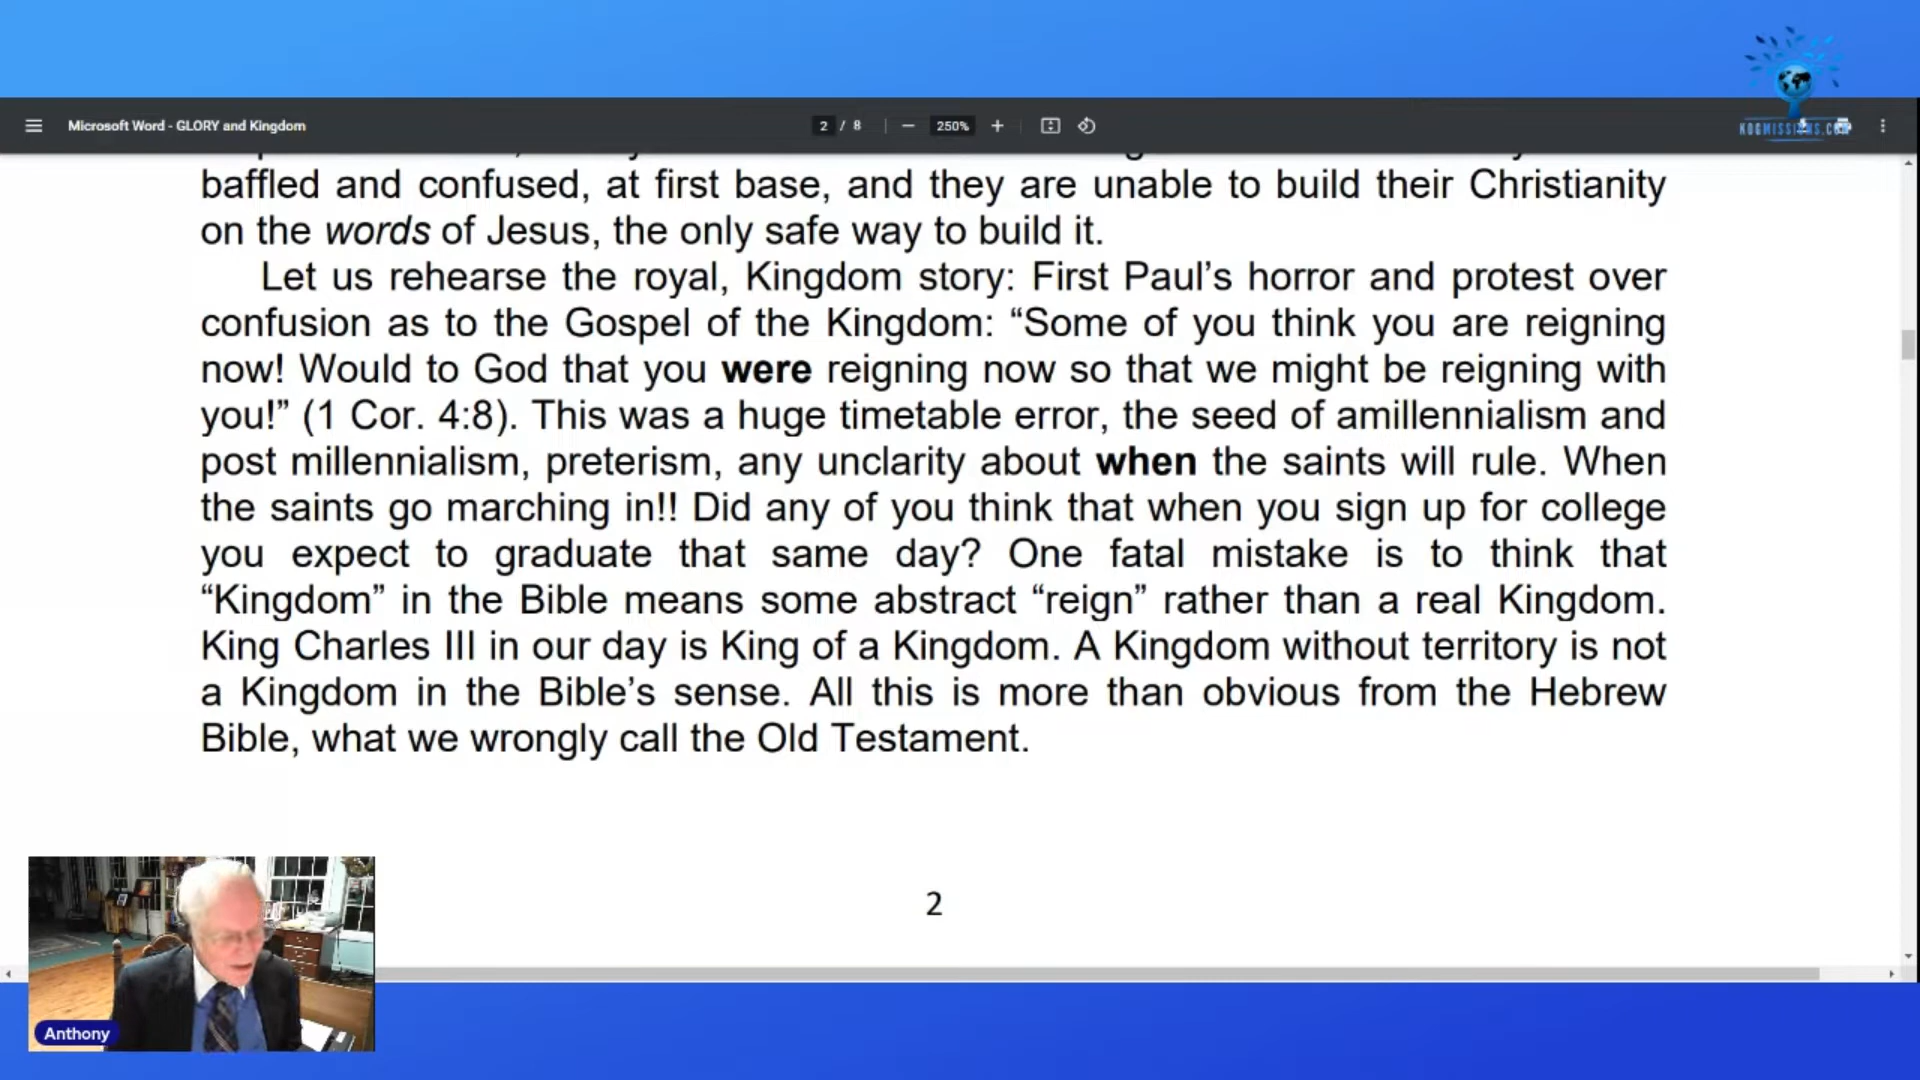 Microsoft Word - GLORY and Kingdom
2 / 8
250%
KOGMISSIONS.COM
baffled and confused, at first base, and they are unable to build their Christianity
on the words of Jesus, the only safe way to build it.
Let us rehearse the royal, Kingdom story: First Paul’s horror and protest over
confusion as to the Gospel of the Kingdom: “Some of you think you are reigning
now! Would to God that you were reigning now so that we might be reigning with
you!” (1 Cor. 4:8). This was a huge timetable error, the seed of amillennialism and
post millennialism, preterism, any unclarity about when the saints will rule. When
the saints go marching in!! Did any of you think that when you sign up for college
you expect to graduate that same day? One fatal mistake is to think that
“Kingdom” in the Bible means some abstract “reign” rather than a real Kingdom.
King Charles III in our day is King of a Kingdom. A Kingdom without territory is not
a Kingdom in the Bible’s sense. All this is more than obvious from the Hebrew
Bible, what we wrongly call the Old Testament.
2
Anthony